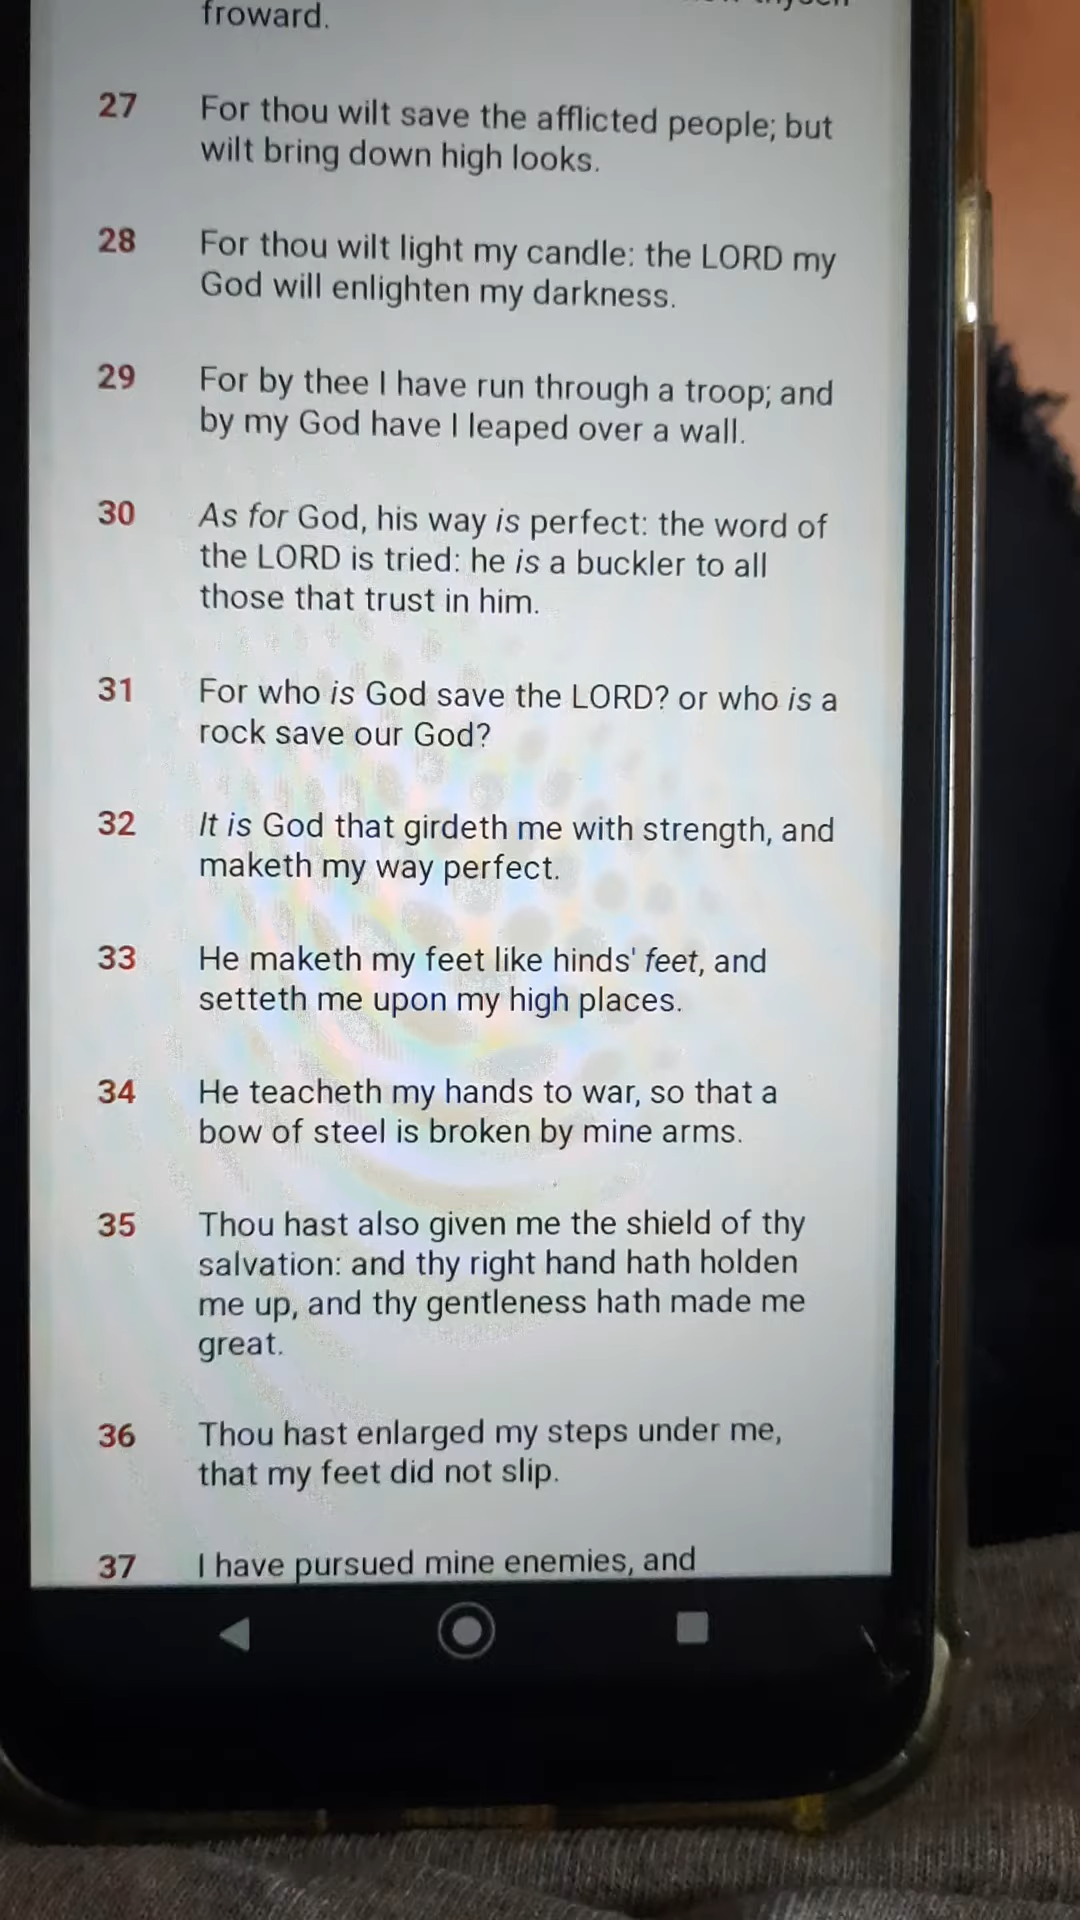 froward.
27 For thou wilt save the afflicted people; but
wilt bring down high looks.
28 For thou wilt light my candle: the LORD my
God will enlighten my darkness.
29 For by thee I have run through a troop; and
by my God have I leaped over a wall.
30 As for God, his way is perfect: the word of
the LORD is tried: he is a buckler to all
those that trust in him.
31 For who is God save the LORD? or who is a
rock save our God?
32 It is God that girdeth me with strength, and
maketh my way perfect.
33 He maketh my feet like hinds' feet, and
setteth me upon my high places.
34 He teacheth my hands to war, so that a
bow of steel is broken by mine arms.
35 Thou hast also given me the shield of thy
salvation: and thy right hand hath holden
me up, and thy gentleness hath made me
great.
36 Thou hast enlarged my steps under me,
that my feet did not slip.
37 I have pursued mine enemies, and